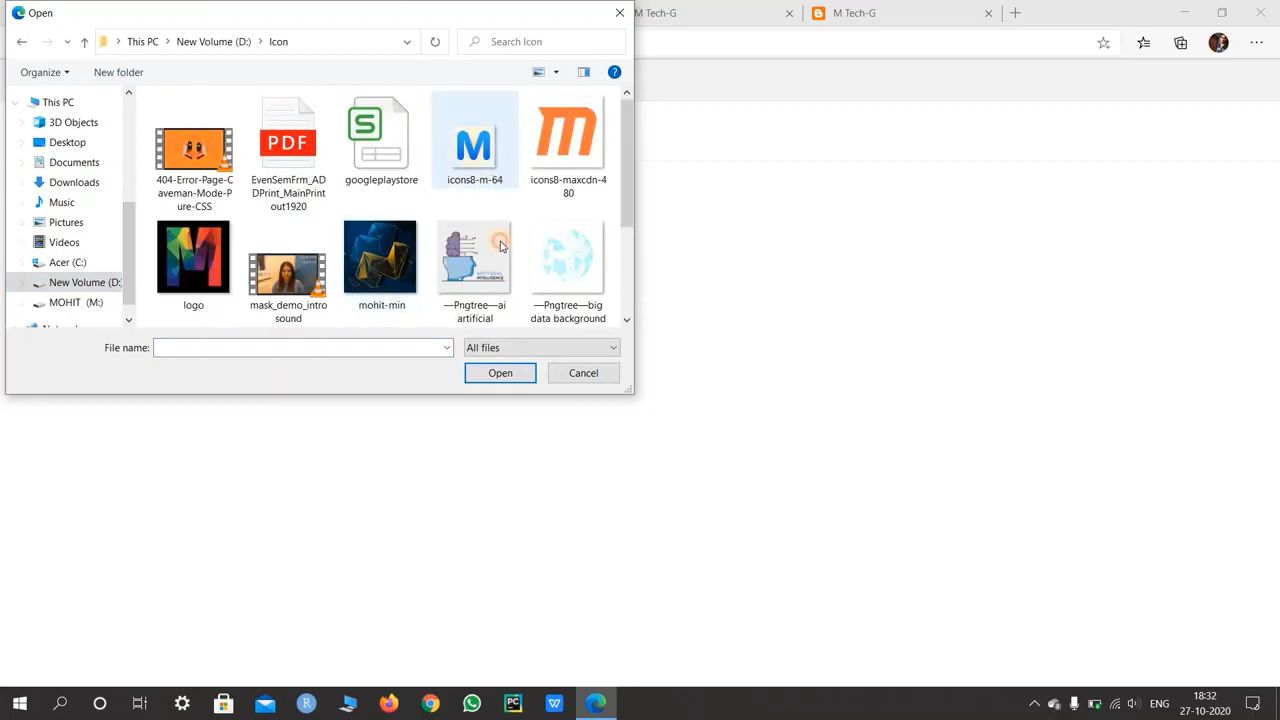 Open
M Tech-G
M Tech-G
This PC
New Volume (D:)
Icon
Search Icon
Organize
New folder
This PC
3D Objects
Desktop
Documents
Downloads
Music
Pictures
Videos
Acer (C:)
New Volume (D:
MOHIT (M:)
PDF
S
M
m
404-Error-Page-C
aveman-Mode-P
ure-CSS
EvenSemFrm_AD
DPrint_MainPrint
out1920
googleplaystore
icons8-m-64
icons8-maxcdn-4
80
M
ARTIFICIAL
INTELLIGENCE
logo
mask_demo_intro
sound
mohit-min
—Pngtree—ai
artificial
—Pngtree—big
data background
File name:
All files
Open
Cancel
R
PC
W
ENG
18:32
27-10-2020